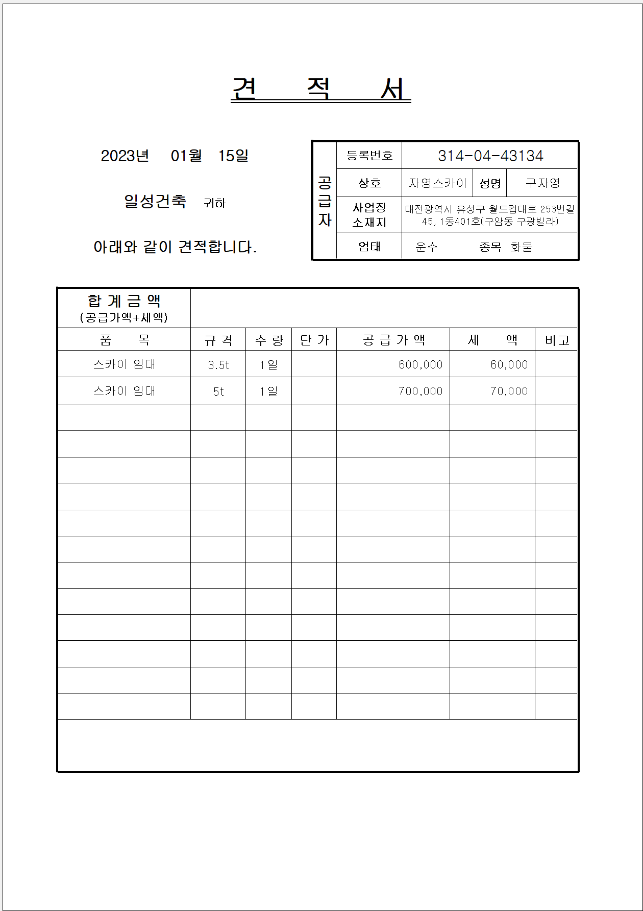 견 적 서
2023년 01월 15일
일성건축 귀하
아래와 같이 견적합니다.
공급자
등록번호 314-04-43134
상호 지영스카이 성명 구자영
사업장 소재지 대전광역시 유성구 월드컵대로 258번길
45, 1동401호(구암동 구광빌라)
업태 운수 종목 화물
합 계 금 액
(공급가액+세액)
품 목 규 격 수 량 단 가 공 급 가 액 세 액 비 고
스카이 임대 3.5t 1일 600,000 60,000
스카이 임대 5t 1일 700,000 70,000